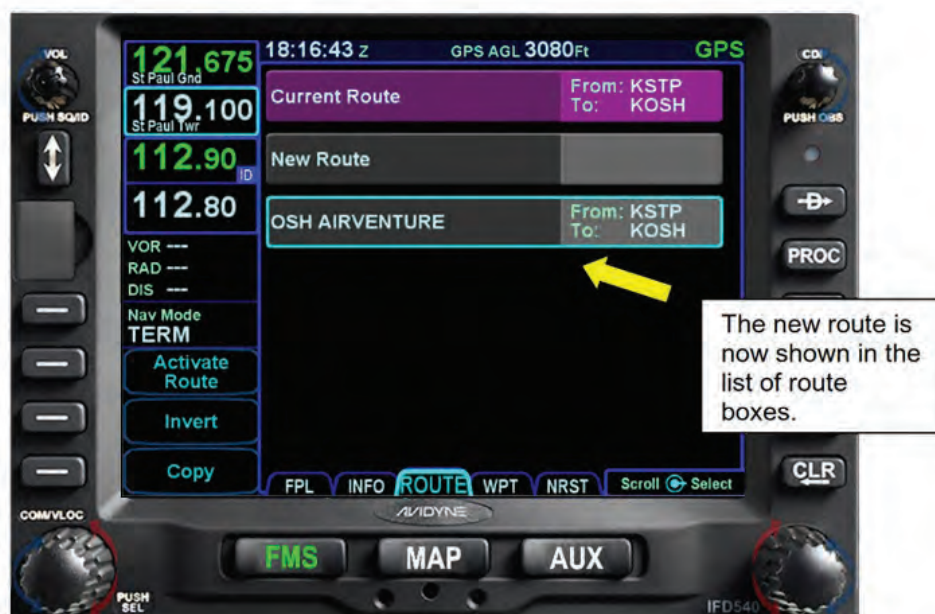 VOL
PUSH SQ/ID
121.675
St Paul Gnd
119.100
St Paul Twr
112.90
ID
112.80
VOR ---
RAD ---
DIS ---
Nav Mode
TERM
Activate
Route
Invert
Copy
18:16:43 Z GPS AGL 3080Ft GPS
Current Route
From: KSTP
To: KOSH
New Route
OSH AIRVENTURE
From: KSTP
To: KOSH
FPL INFO ROUTE WPT NRST Scroll Select
CDI
PUSH OBS
D
PROC
The new route is
now shown in the
list of route
boxes.
CLR
COM/VLOC
PUSH
SEL
AVIDYNE
FMS MAP AUX
IFD540